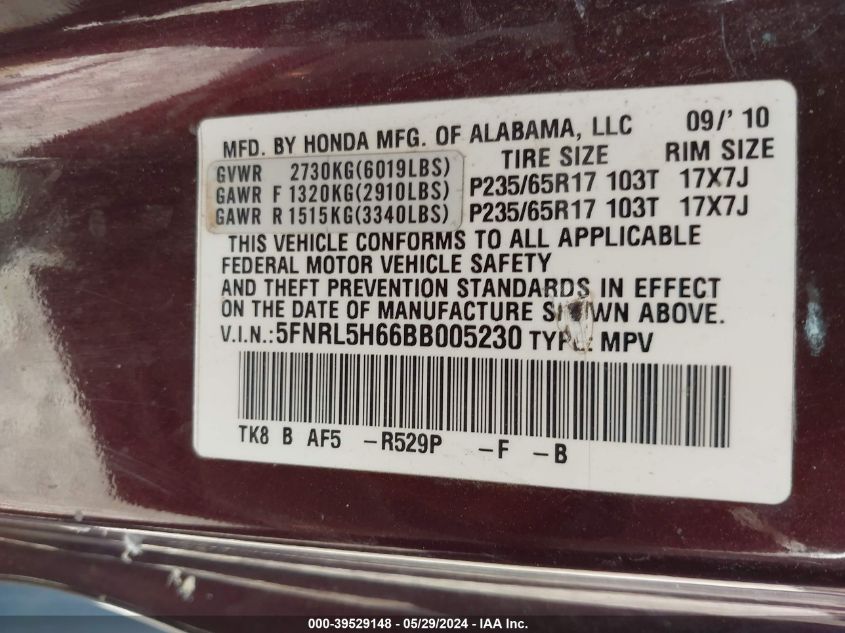 MFD. BY HONDA MFG. OF ALABAMA, LLC 09/' 10
TIRE SIZE RIM SIZE
GVWR 2730KG(6019LBS)
GAWR F 1320KG(2910LBS) P235/65R17 103T 17X7J
GAWR R 1515KG(3340LBS) P235/65R17 103T 17X7J
THIS VEHICLE CONFORMS TO ALL APPLICABLE
FEDERAL MOTOR VEHICLE SAFETY
AND THEFT PREVENTION STANDARDS IN EFFECT
ON THE DATE OF MANUFACTURE SHOWN ABOVE.
V.I.N.:5FNRL5H66BB005230 TYPE: MPV
TK8 B AF5 -R529P -F -B
000-39529148 - 05/29/2024 - IAA Inc.